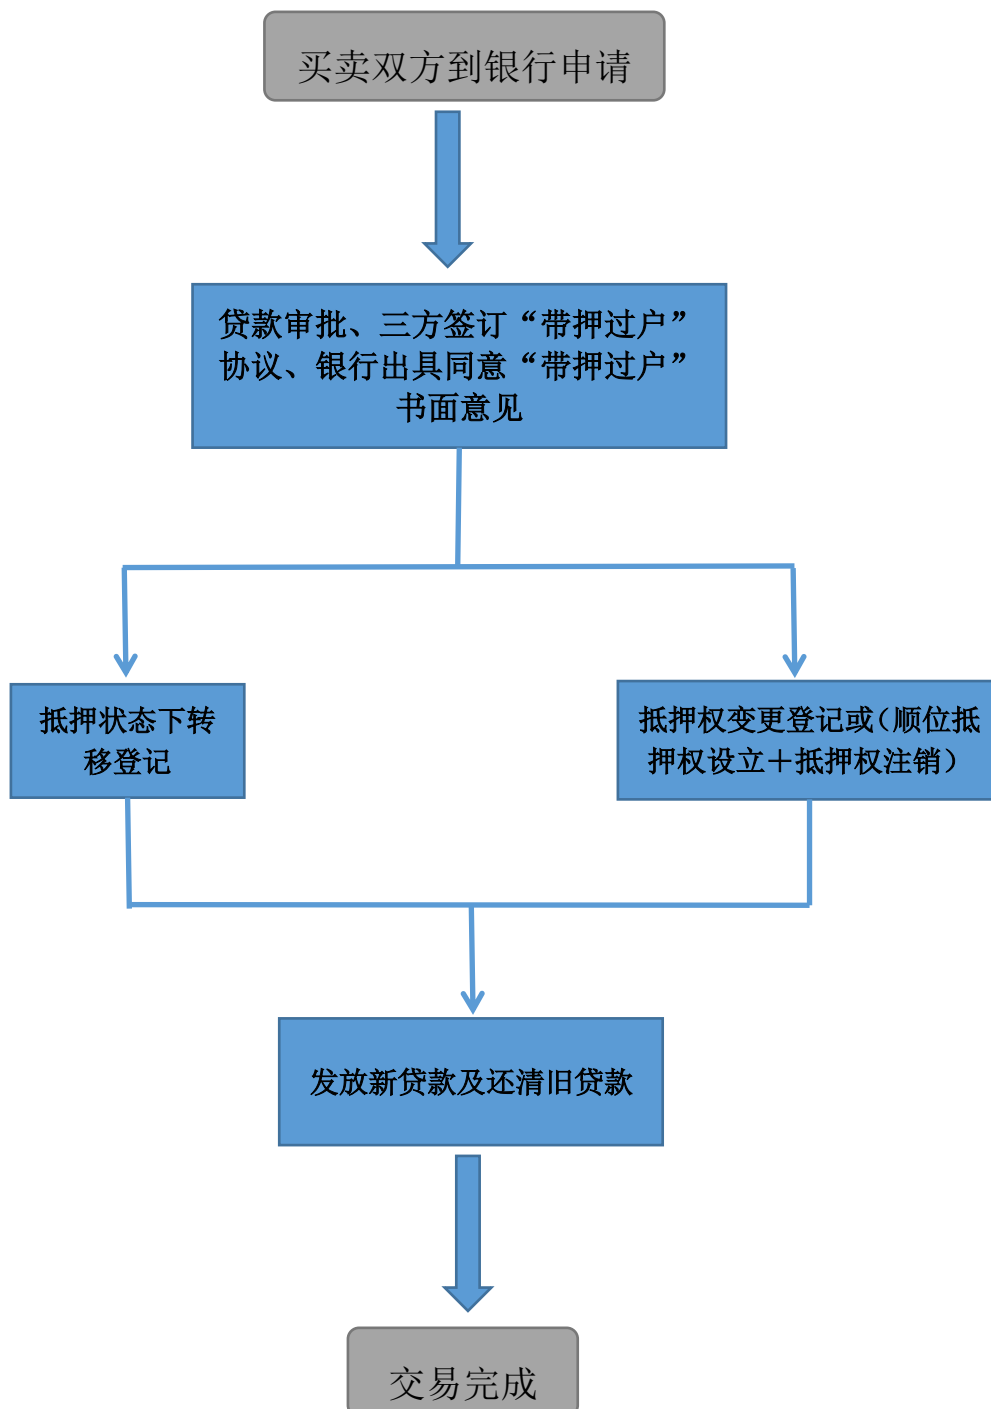 买卖双方到银行申请
贷款审批、三方签订“带押过户”
协议、银行出具同意“带押过户”
书面意见
抵押状态下转
移登记
抵押权变更登记或（顺位抵
押权设立＋抵押权注销）
发放新贷款及还清旧贷款
交易完成